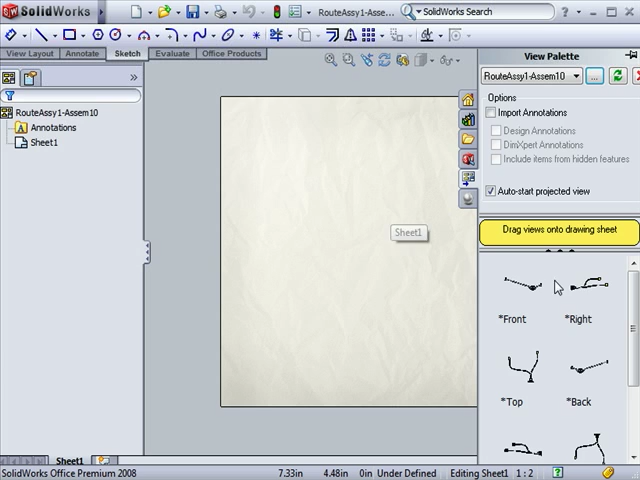 SolidWorks
RouteAssy1-Assem...
SolidWorks Search
View Layout
Annotate
Sketch
Evaluate
Office Products
RouteAssy1-Assem10
Annotations
Sheet1
Sheet1
View Palette
RouteAssy1-Assem10
...
Options
Import Annotations
Design Annotations
DimXpert Annotations
Include items from hidden features
Auto-start projected view
Drag views onto drawing sheet
*Front
*Right
*Top
*Back
Sheet1
SolidWorks Office Premium 2008
7.33in
4.48in
0in
Under Defined
Editing Sheet1
1 : 2